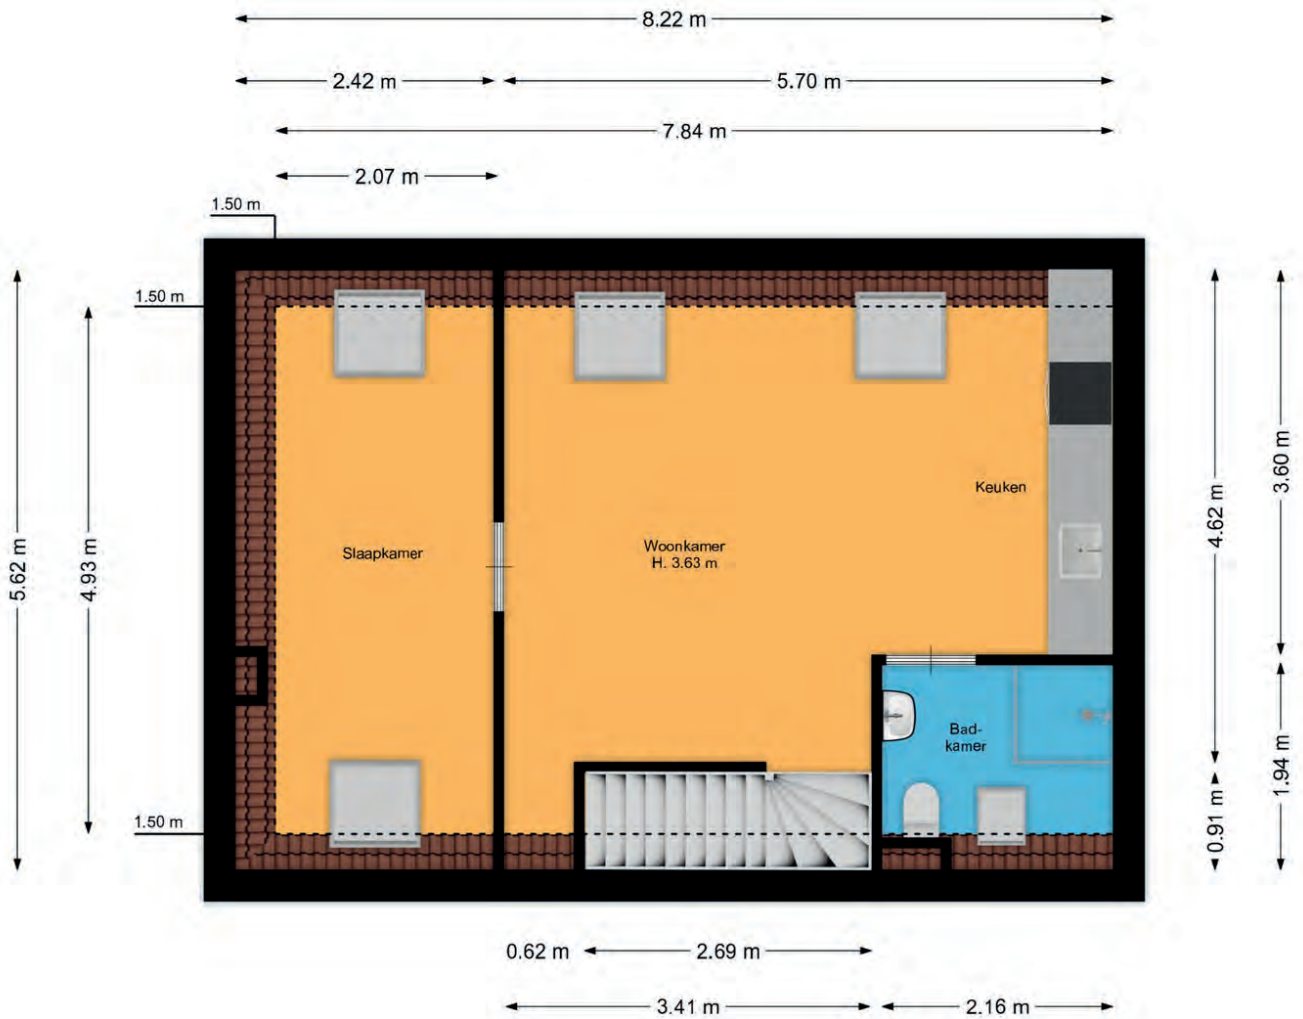 8.22 m
2.42 m
5.70 m
7.84 m
2.07 m
1.50 m
1.50 m
5.62 m
4.93 m
Slaapkamer
Woonkamer
H. 3.63 m
Keuken
4.62 m
3.60 m
Bad-
kamer
1.50 m
0.91 m
1.94 m
0.62 m
2.69 m
3.41 m
2.16 m